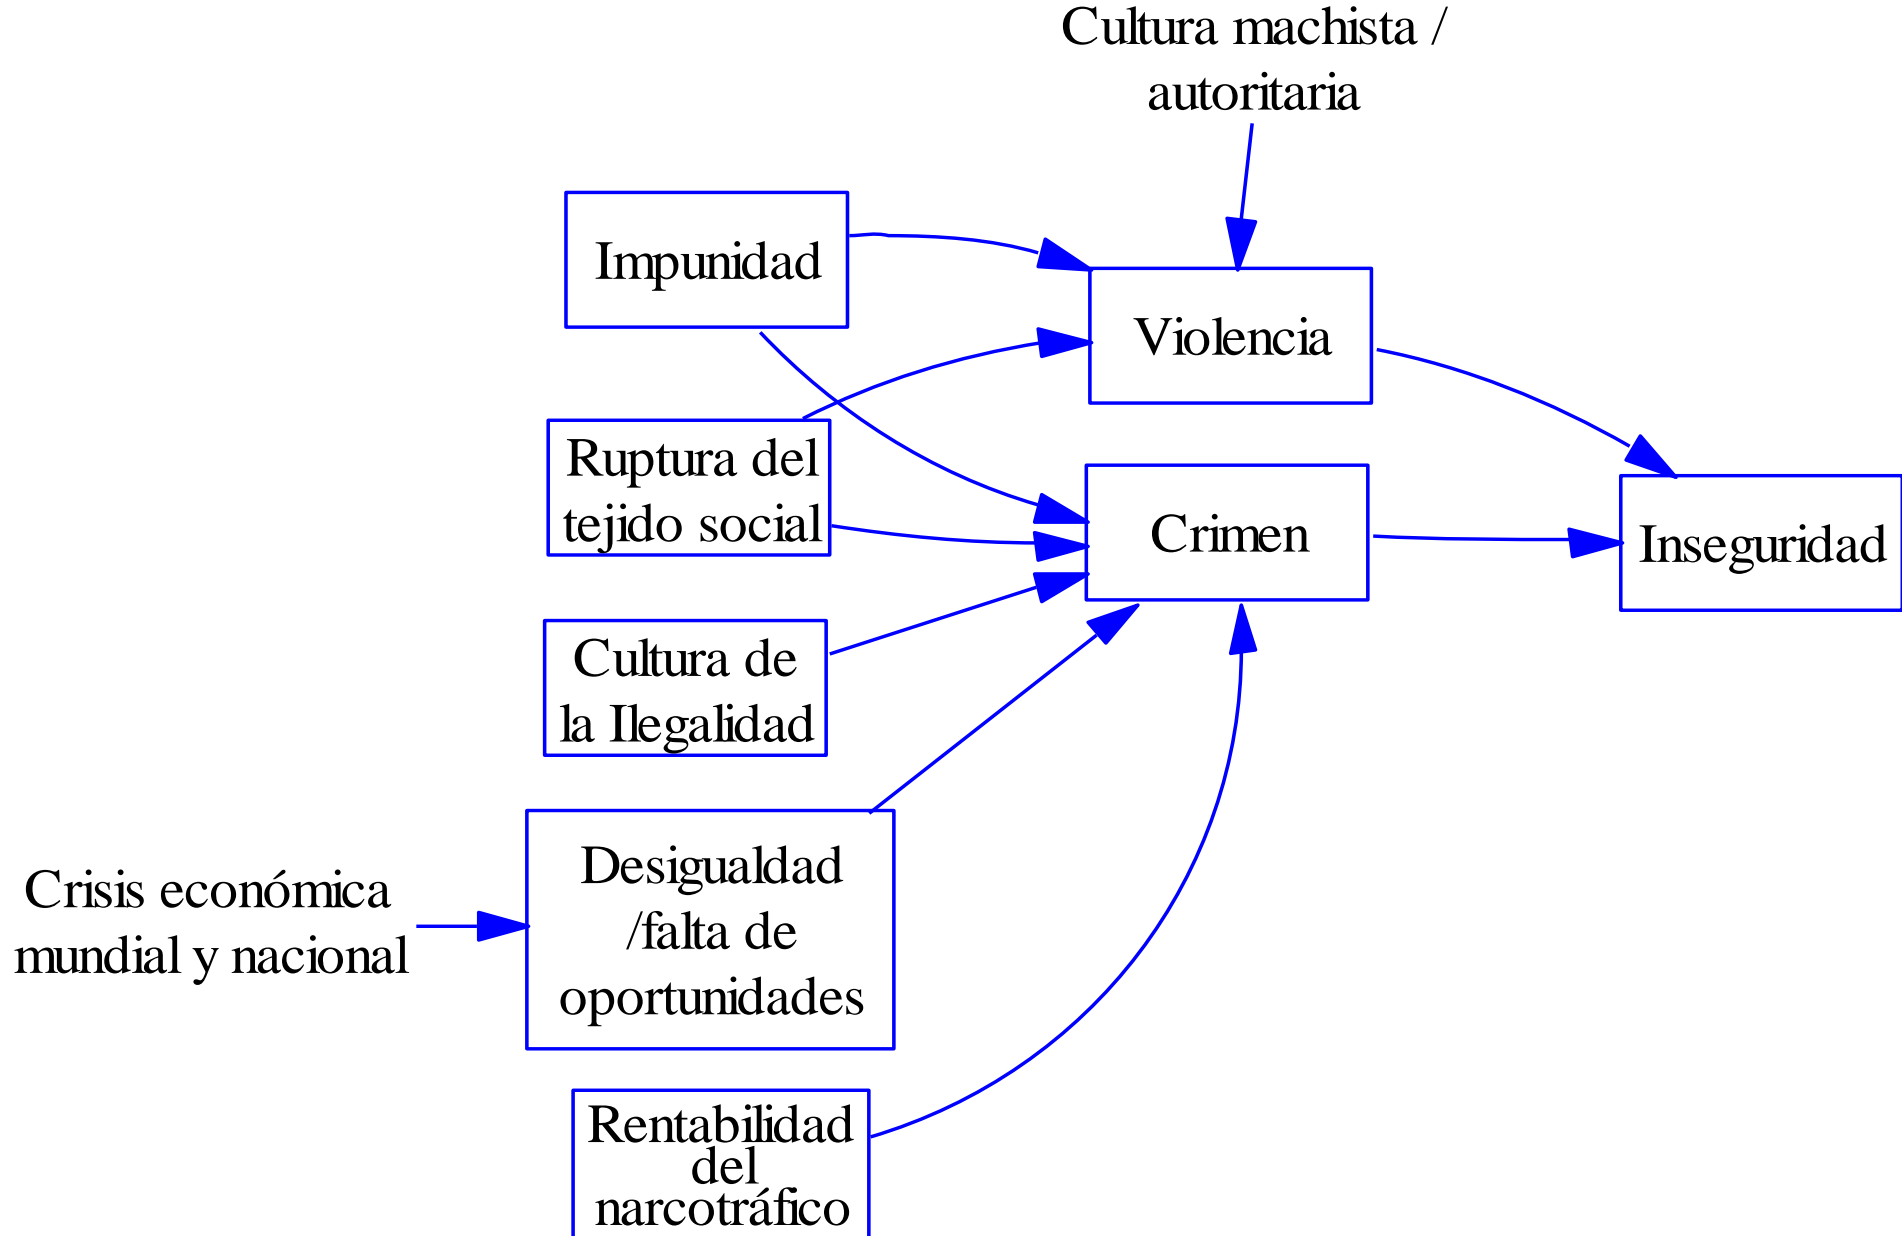 Cultura machista /
autoritaria
Impunidad
Violencia
Ruptura del
tejido social
Crimen
Inseguridad
Cultura de
la Ilegalidad
Desigualdad
/falta de
oportunidades
Crisis económica
mundial y nacional
Rentabilidad
del
narcotráfico